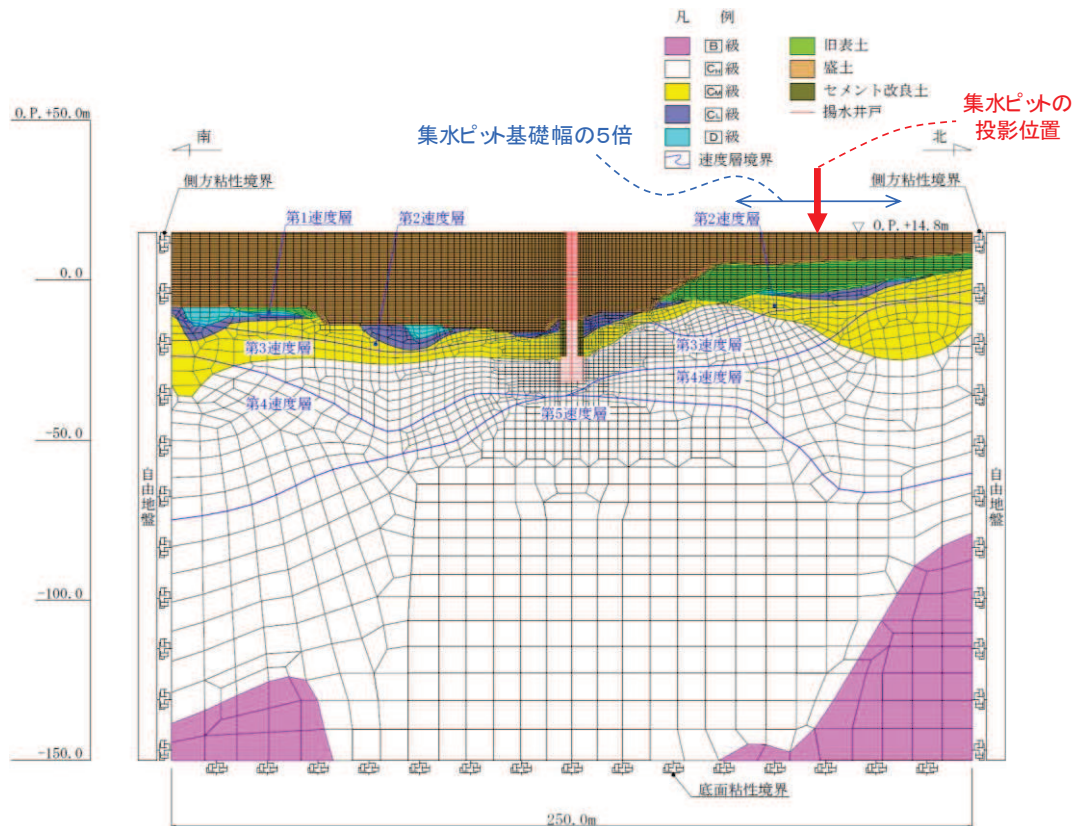 凡 例
B 級
CH 級
CM 級
CL 級
D 級
速度層境界
旧表土
盛土
セメント改良土
揚水井戸
集水ピットの
投影位置
集水ピット基礎幅の5倍
O.P.+50.0m
南
北
側方粘性境界
側方粘性境界
第1速度層
第2速度層
第2速度層
O.P.+14.8m
0.0
第3速度層
第3速度層
第4速度層
第4速度層
第5速度層
-50.0
自由地盤
自由地盤
-100.0
-150.0
底面粘性境界
250.0m